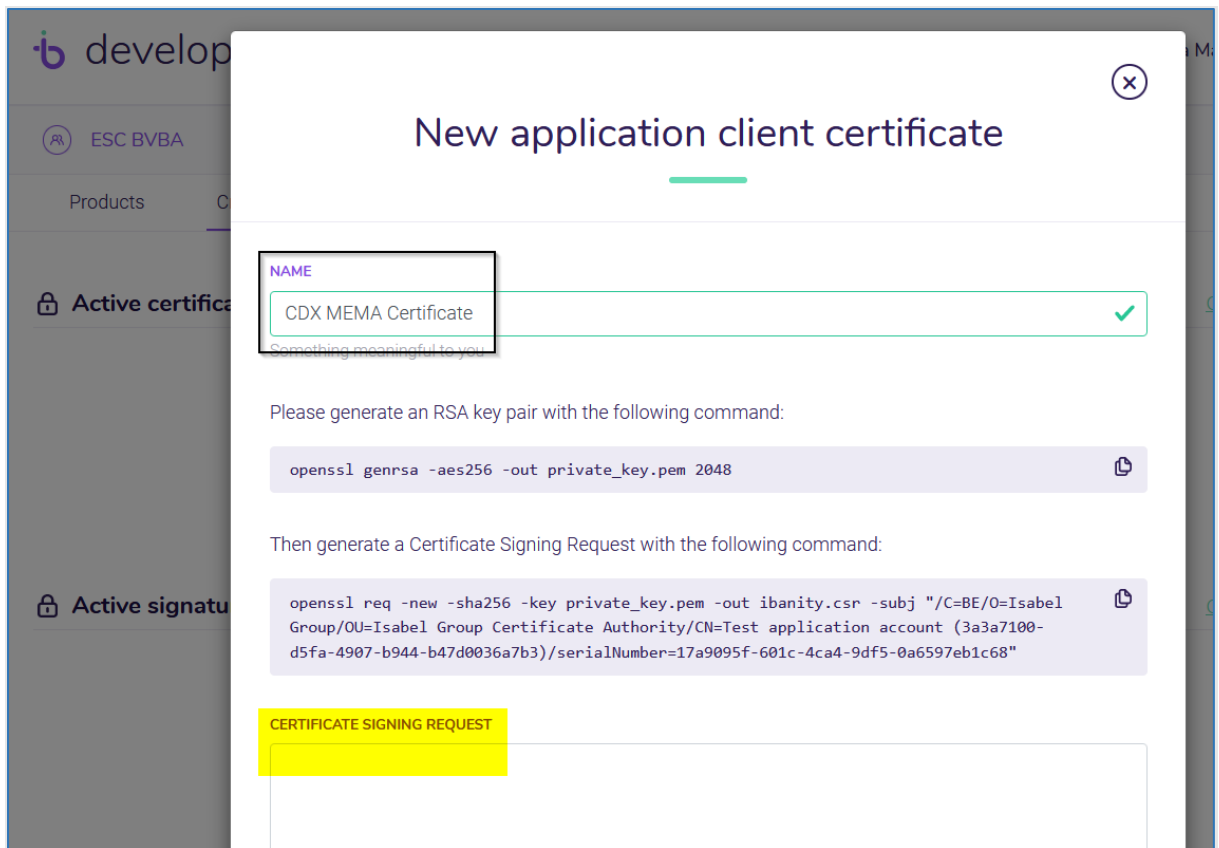 develop
New application client certificate
ESC BVBA
Products
NAME
Active certifica
CDX MEMA Certificate
Something meaningful to you
Please generate an RSA key pair with the following command:
openssl genrsa -aes256 -out private_key.pem 2048
Then generate a Certificate Signing Request with the following command:
Active signatu
openssl req -new -sha256 -key private_key.pem -out ibanity.csr -subj "/C=BE/O=Isabel
Group/OU=Isabel Group Certificate Authority/CN=Test application account (3a3a7100-
d5fa-4907-b944-b47d0036a7b3)/serialNumber=17a9095f-601c-4ca4-9df5-0a6597eb1c68"
CERTIFICATE SIGNING REQUEST